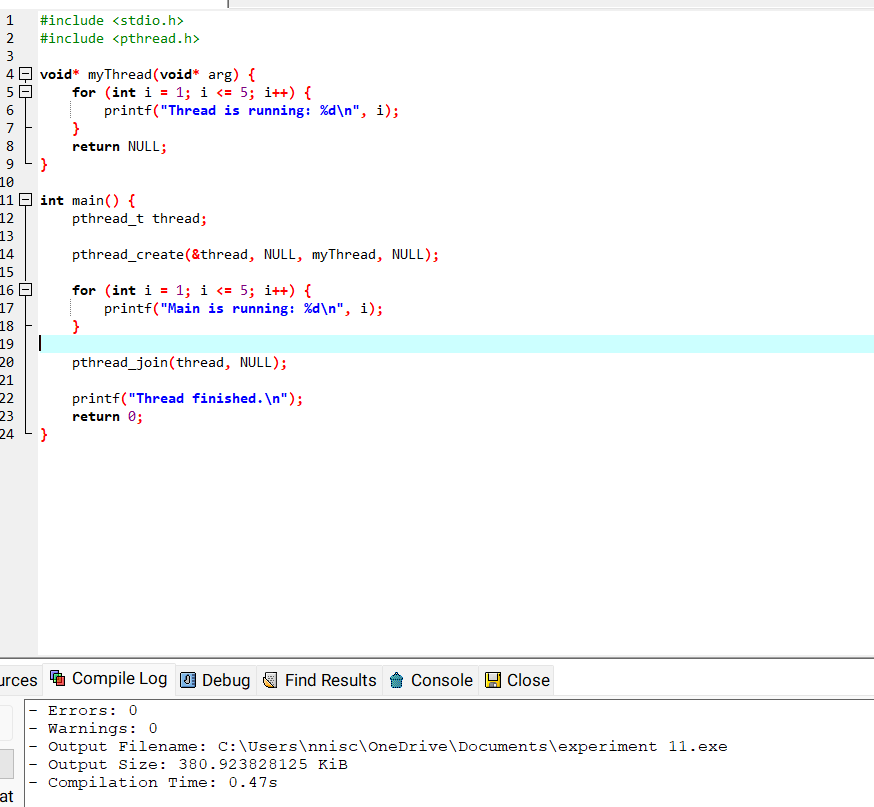 1 #include <stdio.h>
2 #include <pthread.h>
3
4 void* myThread(void* arg) {
5     for (int i = 1; i <= 5; i++) {
6         printf("Thread is running: %d\n", i);
7     }
8     return NULL;
9 }
10
11 int main() {
12     pthread_t thread;
13
14     pthread_create(&thread, NULL, myThread, NULL);
15
16     for (int i = 1; i <= 5; i++) {
17         printf("Main is running: %d\n", i);
18     }
19
20     pthread_join(thread, NULL);
21
22     printf("Thread finished.\n");
23     return 0;
24 }
urces Compile Log Debug Find Results Console Close
- Errors: 0
- Warnings: 0
- Output Filename: C:\Users\nnisc\OneDrive\Documents\experiment 11.exe
- Output Size: 380.923828125 KiB
- Compilation Time: 0.47s
at